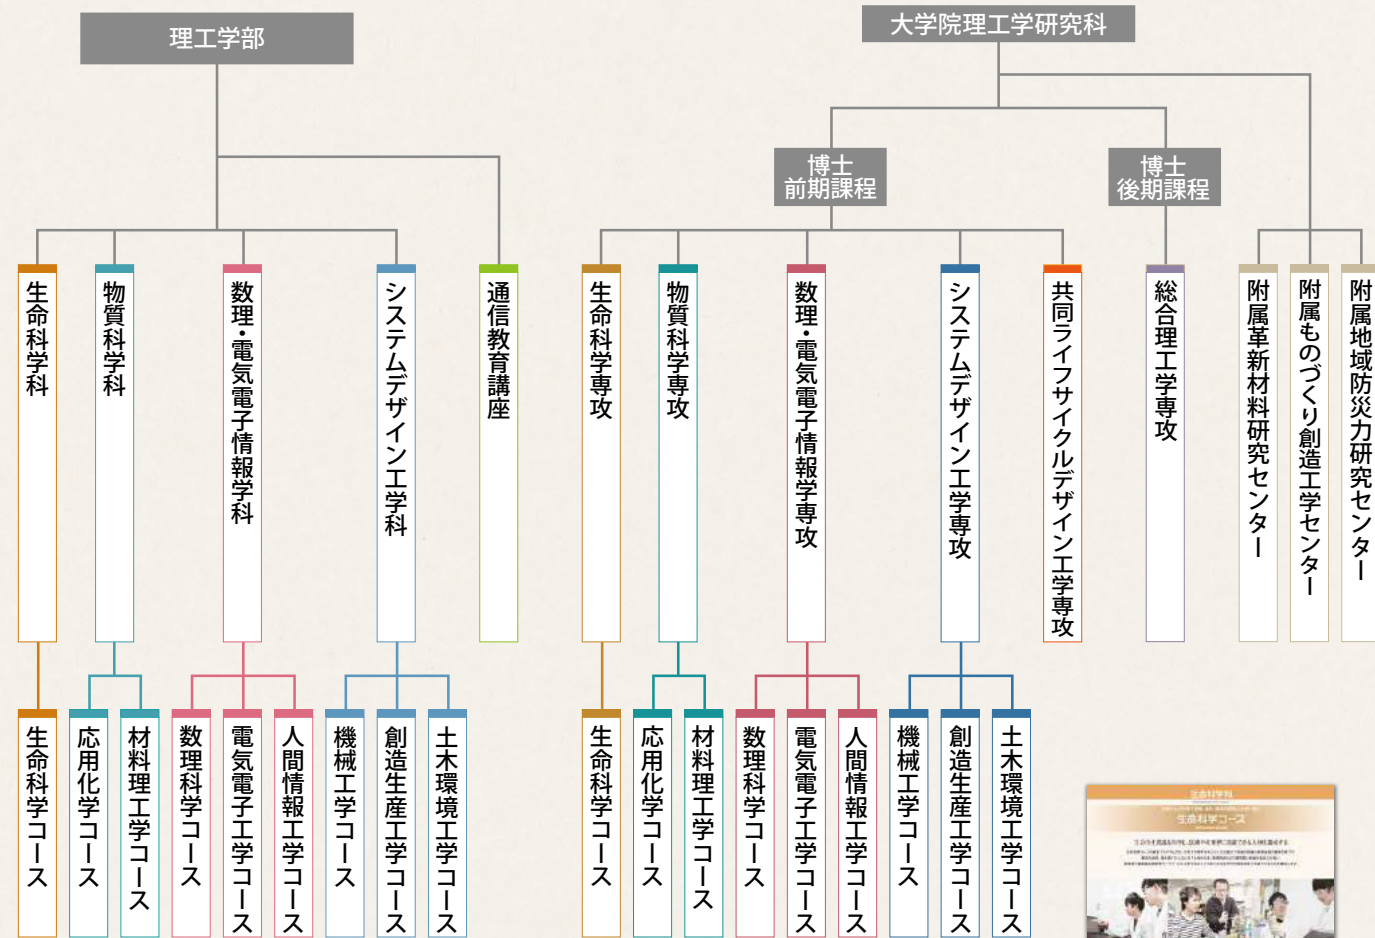 理工学部
生命科学科
物質科学科
数理・電気電子情報学科
システムデザイン工学科
通信教育講座
生命科学コース
応用化学コース
材料理工学コース
数理科学コース
電気電子工学コース
人間情報工学コース
機械工学コース
創造生産工学コース
土木環境工学コース
大学院理工学研究科
博士
前期課程
博士
後期課程
生命科学専攻
物質科学専攻
数理・電気電子情報学専攻
システムデザイン工学専攻
共同ライフサイクルデザイン工学専攻
総合理工学専攻
附属革新材料研究センター
附属ものづくり創造工学センター
附属地域防災力研究センター
生命科学コース
応用化学コース
材料理工学コース
数理科学コース
電気電子工学コース
人間情報工学コース
機械工学コース
創造生産工学コース
土木環境工学コース
生命科学科
生命科学コース